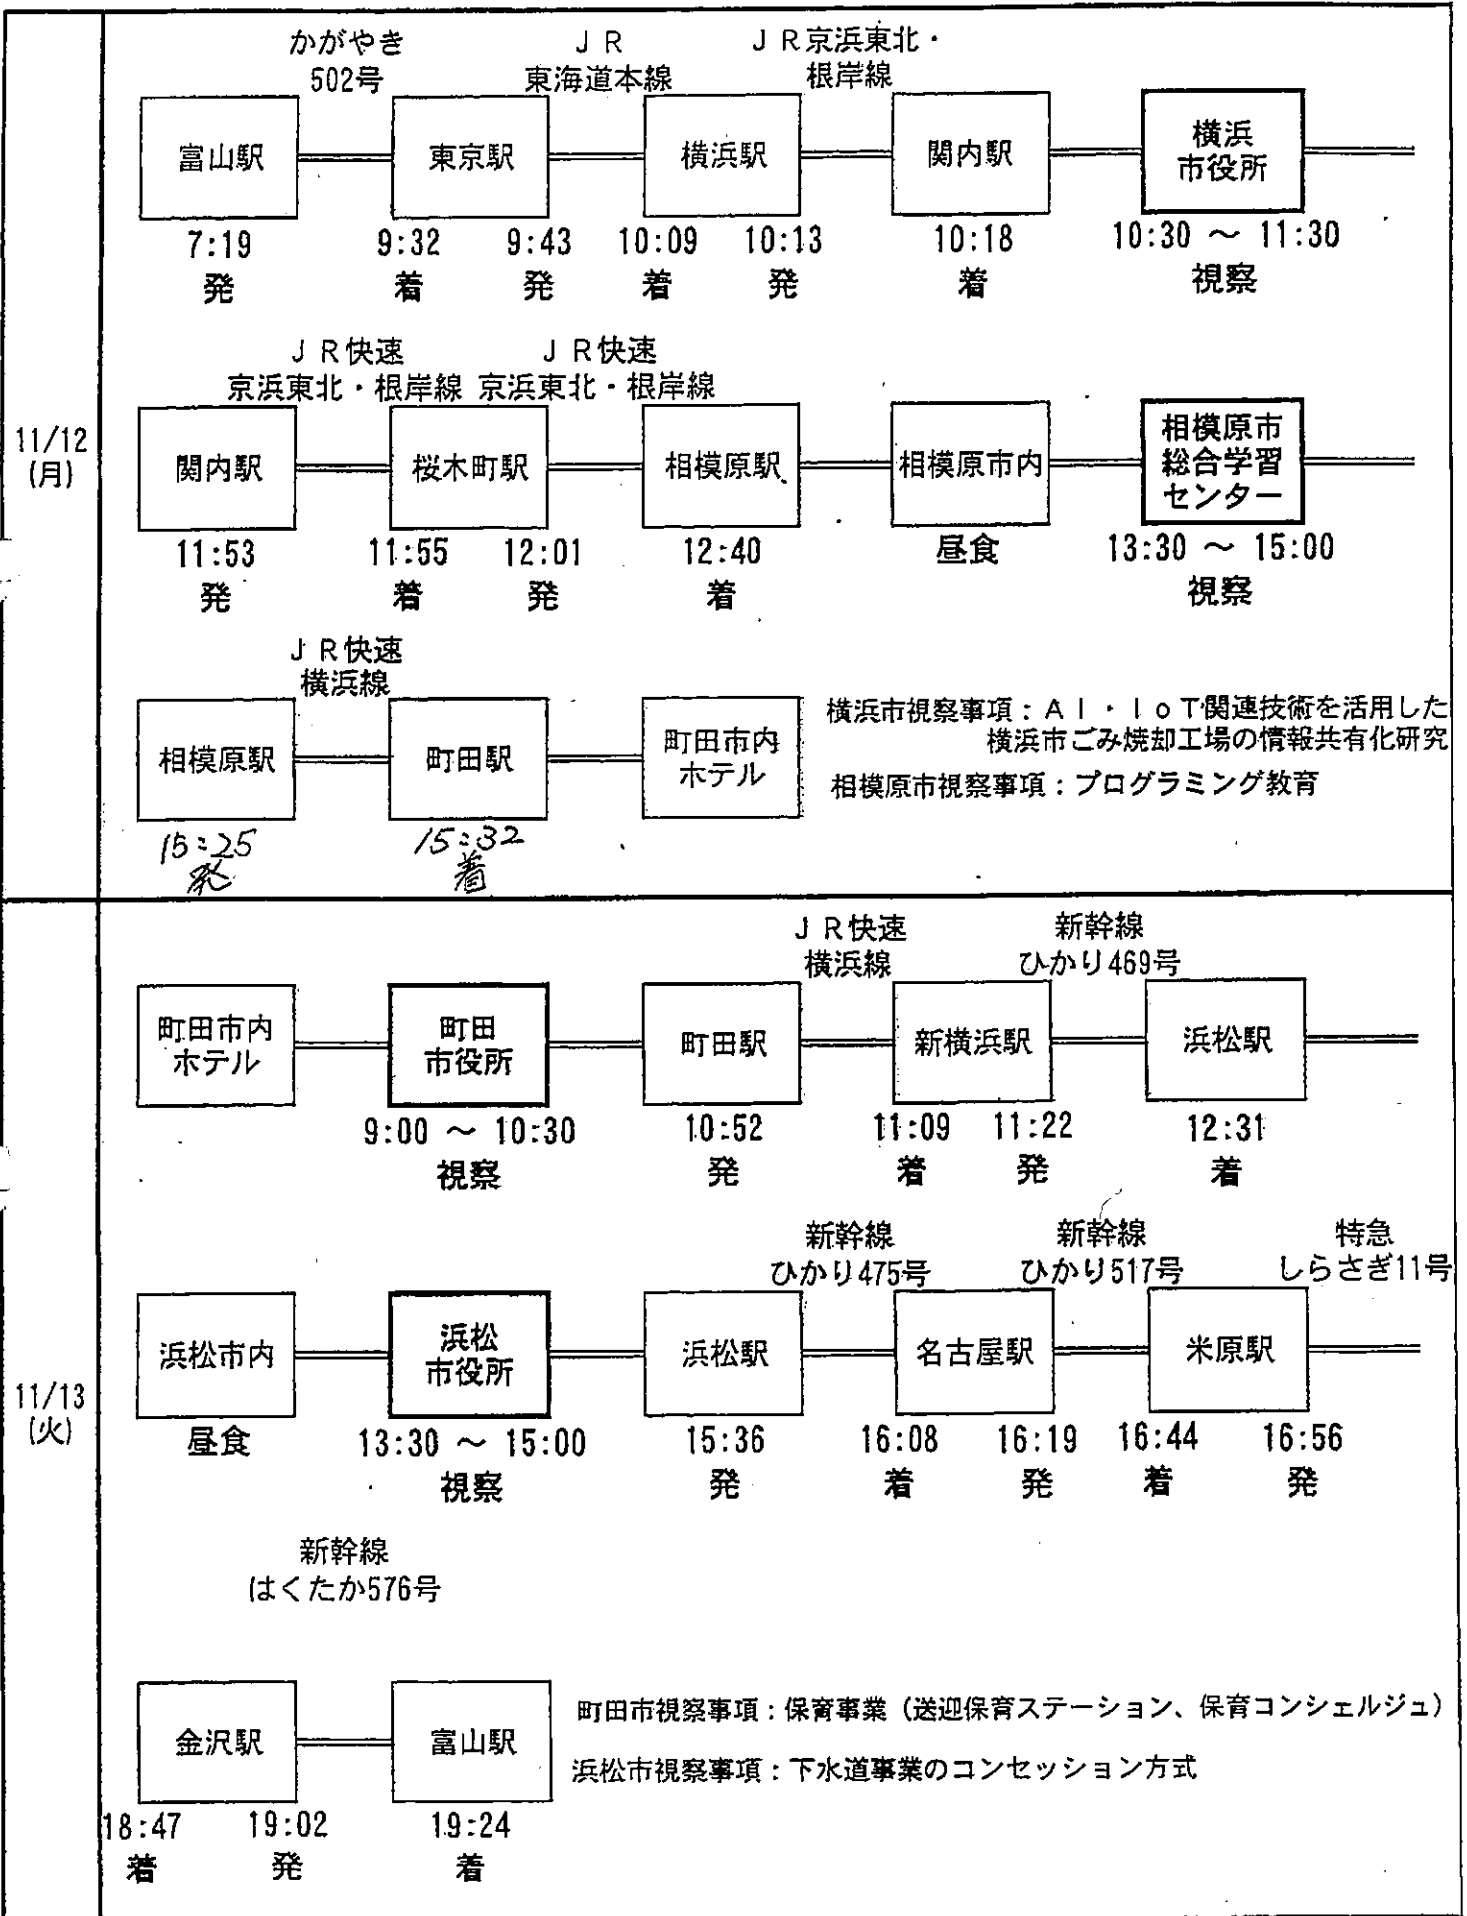 11/12
(月)
かがやき
502号
ＪＲ
東海道本線
ＪＲ京浜東北・
根岸線
富山駅
東京駅
横浜駅
関内駅
横浜
市役所
7:19
発
9:32
着
9:43
発
10:09
着
10:13
発
10:18
着
10:30 ～ 11:30
視察
ＪＲ快速
京浜東北・根岸線
ＪＲ快速
京浜東北・根岸線
関内駅
桜木町駅
相模原駅
相模原市内
相模原市
総合学習
センター
11:53
発
11:55
着
12:01
発
12:40
着
昼食
13:30 ～ 15:00
視察
ＪＲ快速
横浜線
相模原駅
町田駅
町田市内
ホテル
15:25
発
15:32
着
横浜市視察事項：ＡＩ・ＩｏＴ関連技術を活用した
横浜市ごみ焼却工場の情報共有化研究
相模原市視察事項：プログラミング教育
11/13
(火)
ＪＲ快速
横浜線
新幹線
ひかり469号
町田市内
ホテル
町田
市役所
町田駅
新横浜駅
浜松駅
9:00 ～ 10:30
視察
10:52
発
11:09
着
11:22
発
12:31
着
新幹線
ひかり475号
新幹線
ひかり517号
特急
しらさぎ11号
浜松市内
浜松
市役所
浜松駅
名古屋駅
米原駅
昼食
13:30 ～ 15:00
視察
15:36
発
16:08
着
16:19
発
16:44
着
16:56
発
新幹線
はくたか576号
金沢駅
富山駅
18:47
着
19:02
発
19:24
着
町田市視察事項：保育事業（送迎保育ステーション、保育コンシェルジュ）
浜松市視察事項：下水道事業のコンセッション方式